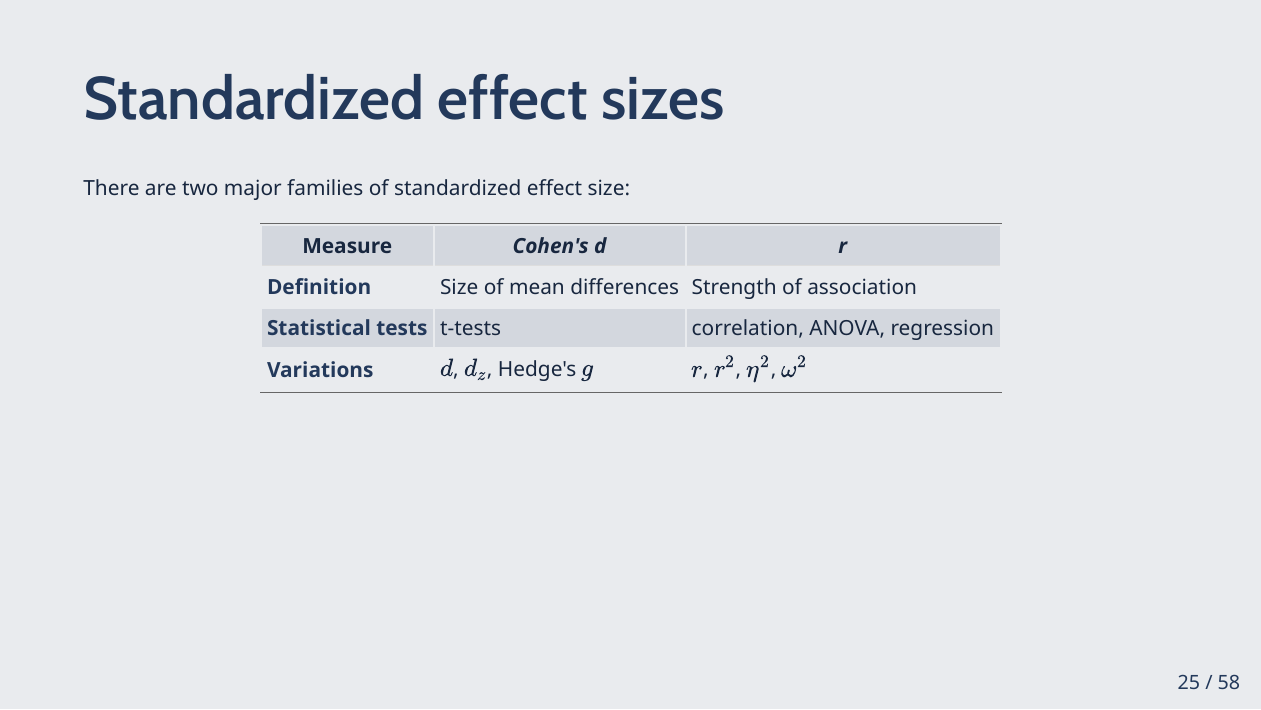 Standardized effect sizes
There are two major families of standardized effect size:
Measure Cohen's d r
Definition Size of mean differences Strength of association
Statistical tests t-tests correlation, ANOVA, regression
Variations d, d_z, Hedge's g r, r², η², ω²
25 / 58